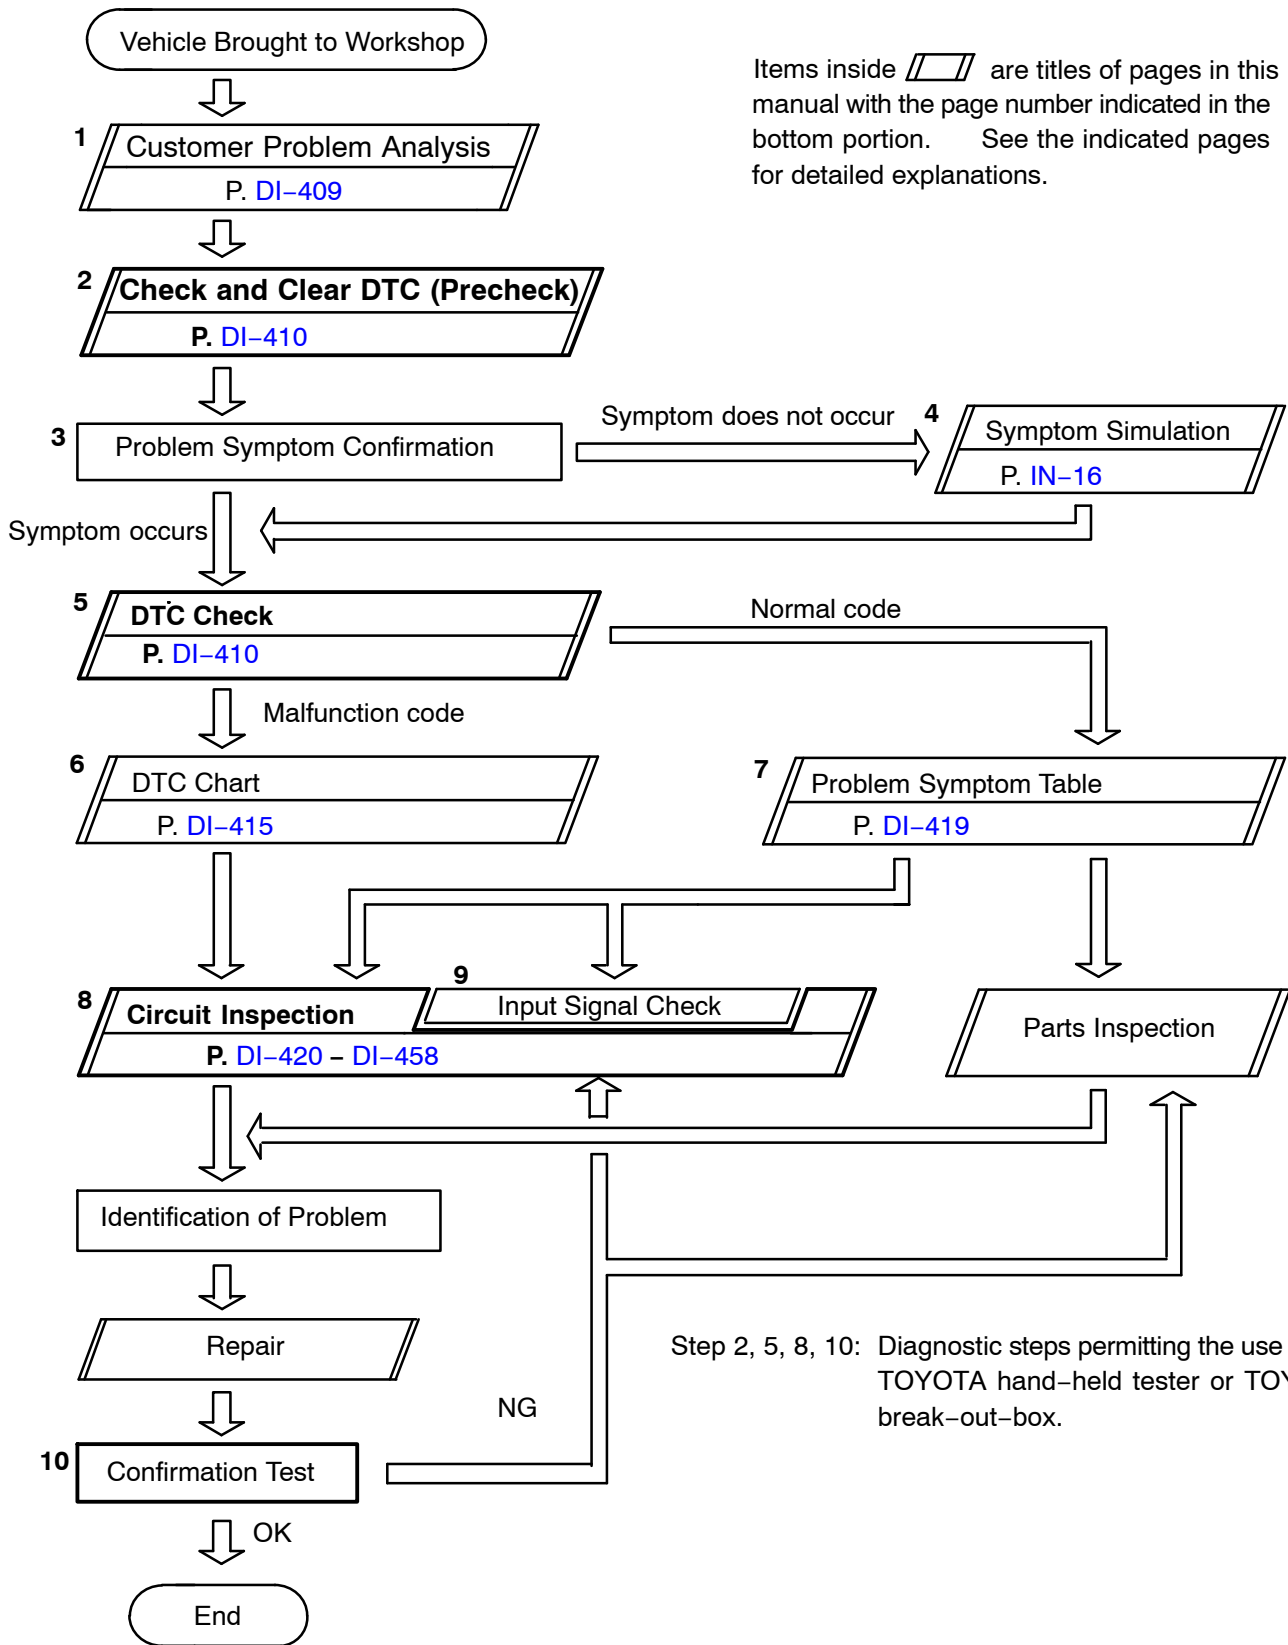 Vehicle Brought to Workshop
Items inside are titles of pages in this
manual with the page number indicated in the
bottom portion. See the indicated pages
for detailed explanations.
1
Customer Problem Analysis
P. DI−409
2
Check and Clear DTC (Precheck)
P. DI−410
3
Problem Symptom Confirmation
Symptom does not occur
4
Symptom Simulation
P. IN−16
Symptom occurs
5
DTC Check
P. DI−410
Normal code
Malfunction code
6
DTC Chart
P. DI−415
7
Problem Symptom Table
P. DI−419
8
Circuit Inspection
P. DI−420 − DI−458
9
Input Signal Check
Parts Inspection
Identification of Problem
Repair
Step 2, 5, 8, 10: Diagnostic steps permitting the use
TOYOTA hand−held tester or TOY
break−out−box.
NG
10
Confirmation Test
OK
End